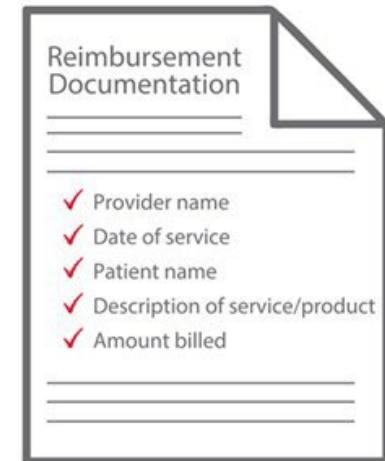 Reimbursement
Documentation
Provider name
Date of service
Patient name
Description of service/product
Amount billed